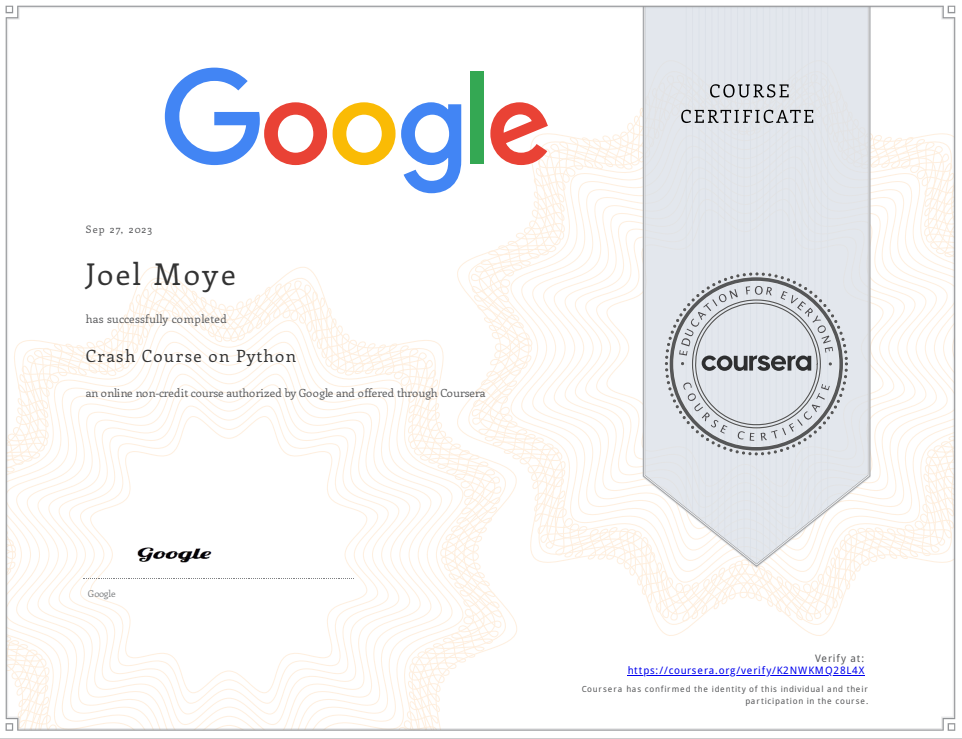 Google
COURSE
CERTIFICATE
Sep 27, 2023
Joel Moye
has successfully completed
Crash Course on Python
an online non-credit course authorized by Google and offered through Coursera
EDUCATION FOR EVERYONE
coursera
COURSE CERTIFICATE
Google
Google
Verify at:
https://coursera.org/verify/K2NWKMQ28L4X
Coursera has confirmed the identity of this individual and their
participation in the course.